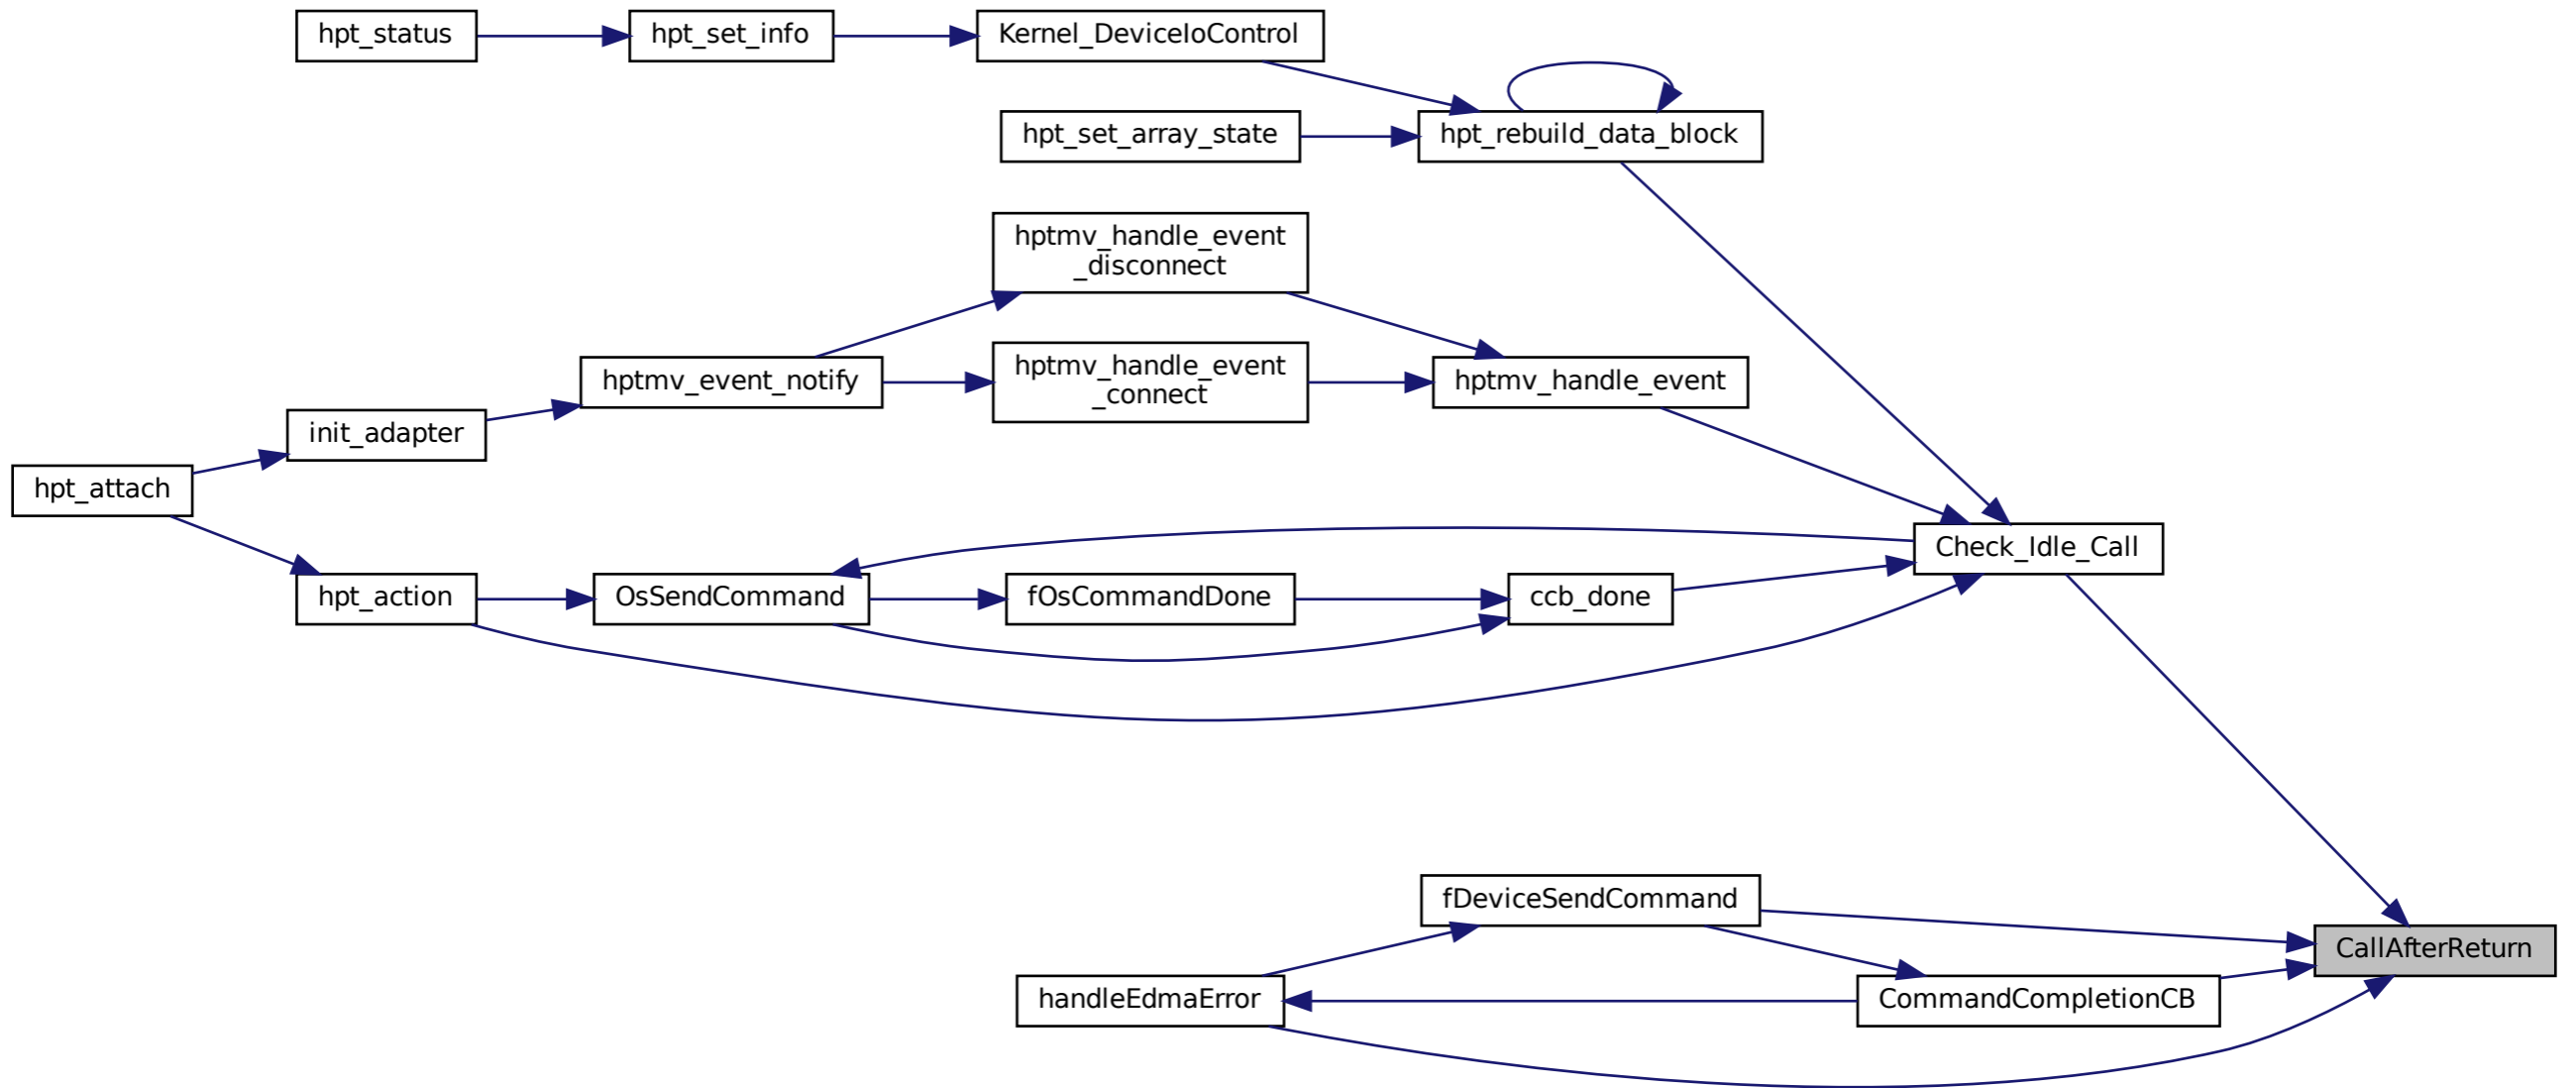 hpt_status
hpt_set_info
Kernel_DeviceIoControl
hpt_set_array_state
hpt_rebuild_data_block
hptmv_handle_event
_disconnect
hptmv_event_notify
hptmv_handle_event
_connect
hptmv_handle_event
init_adapter
hpt_attach
Check_Idle_Call
hpt_action
OsSendCommand
fOsCommandDone
ccb_done
fDeviceSendCommand
CallAfterReturn
handleEdmaError
CommandCompletionCB